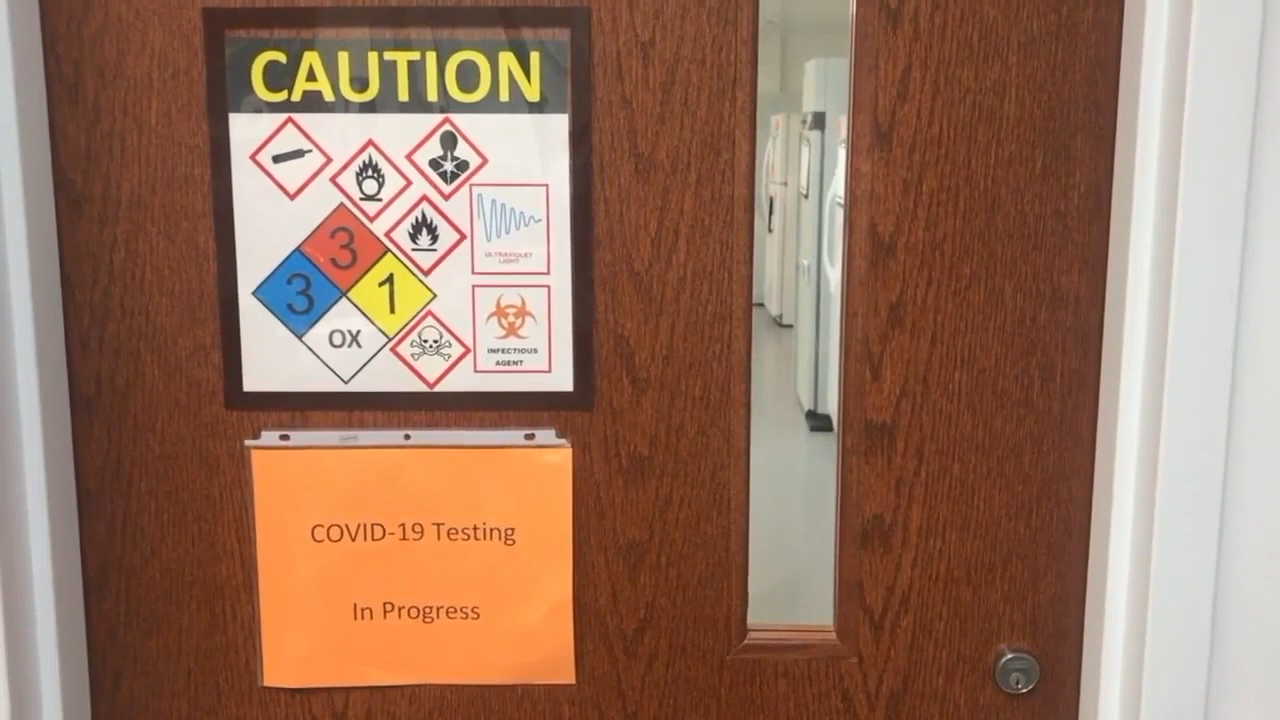 CAUTION
3
3
1
OX
ULTRAVIOLET
LIGHT
INFECTIOUS
AGENT
COVID-19 Testing
In Progress